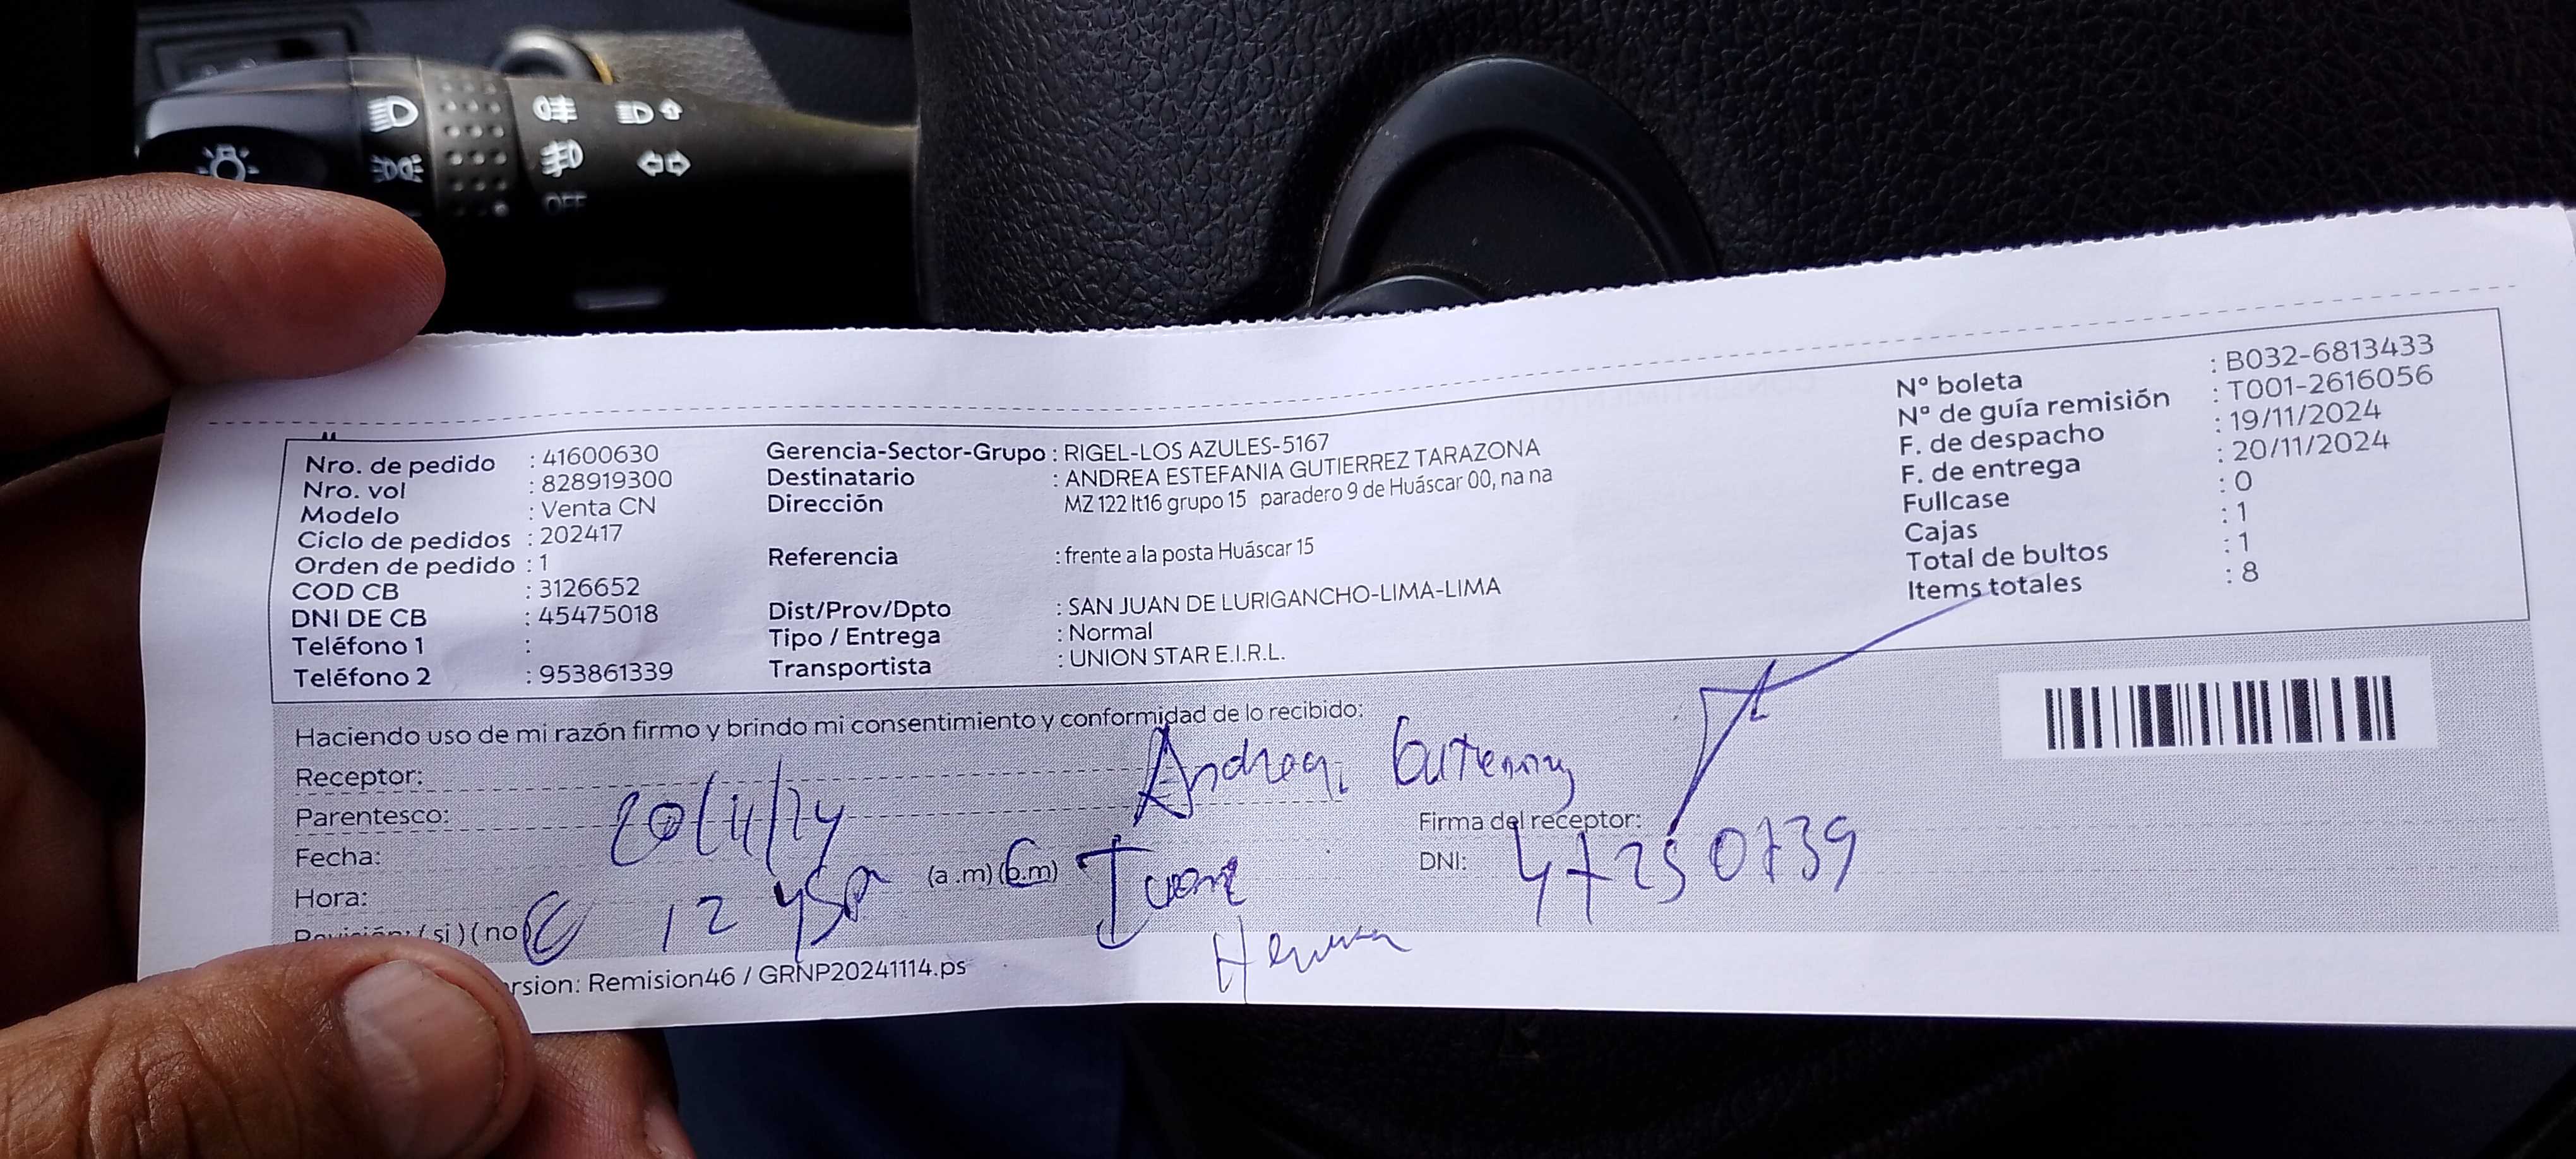 OFF
Nro. de pedido : 41600630
Nro. vol : 828919300
Modelo : Venta CN
Ciclo de pedidos : 202417
Orden de pedido : 1
COD CB : 3126652
DNI DE CB : 45475018
Teléfono 1 :
Teléfono 2 : 953861339
Gerencia-Sector-Grupo : RIGEL-LOS AZULES-5167
Destinatario : ANDREA ESTEFANIA GUTIERREZ TARAZONA
Dirección MZ 122 lt16 grupo 15 paradero 9 de Huáscar 00, na na
Referencia : frente a la posta Huáscar 15
Dist/Prov/Dpto : SAN JUAN DE LURIGANCHO-LIMA-LIMA
Tipo / Entrega : Normal
Transportista : UNION STAR E.I.R.L.
N° boleta : B032-6813433
N° de guía remisión : T001-2616056
F. de despacho : 19/11/2024
F. de entrega : 20/11/2024
Fullcase : 0
Cajas : 1
Total de bultos : 1
Items totales : 8
Haciendo uso de mi razón firmo y brindo mi consentimiento y conformidad de lo recibido:
Receptor: Andrea
Parentesco:
Fecha: 20/11/24
Hora: 12 (a .m) (p.m)
(si) (no
Firma del receptor:
DNI: 47250739
rsion: Remision46 / GRNP20241114.ps